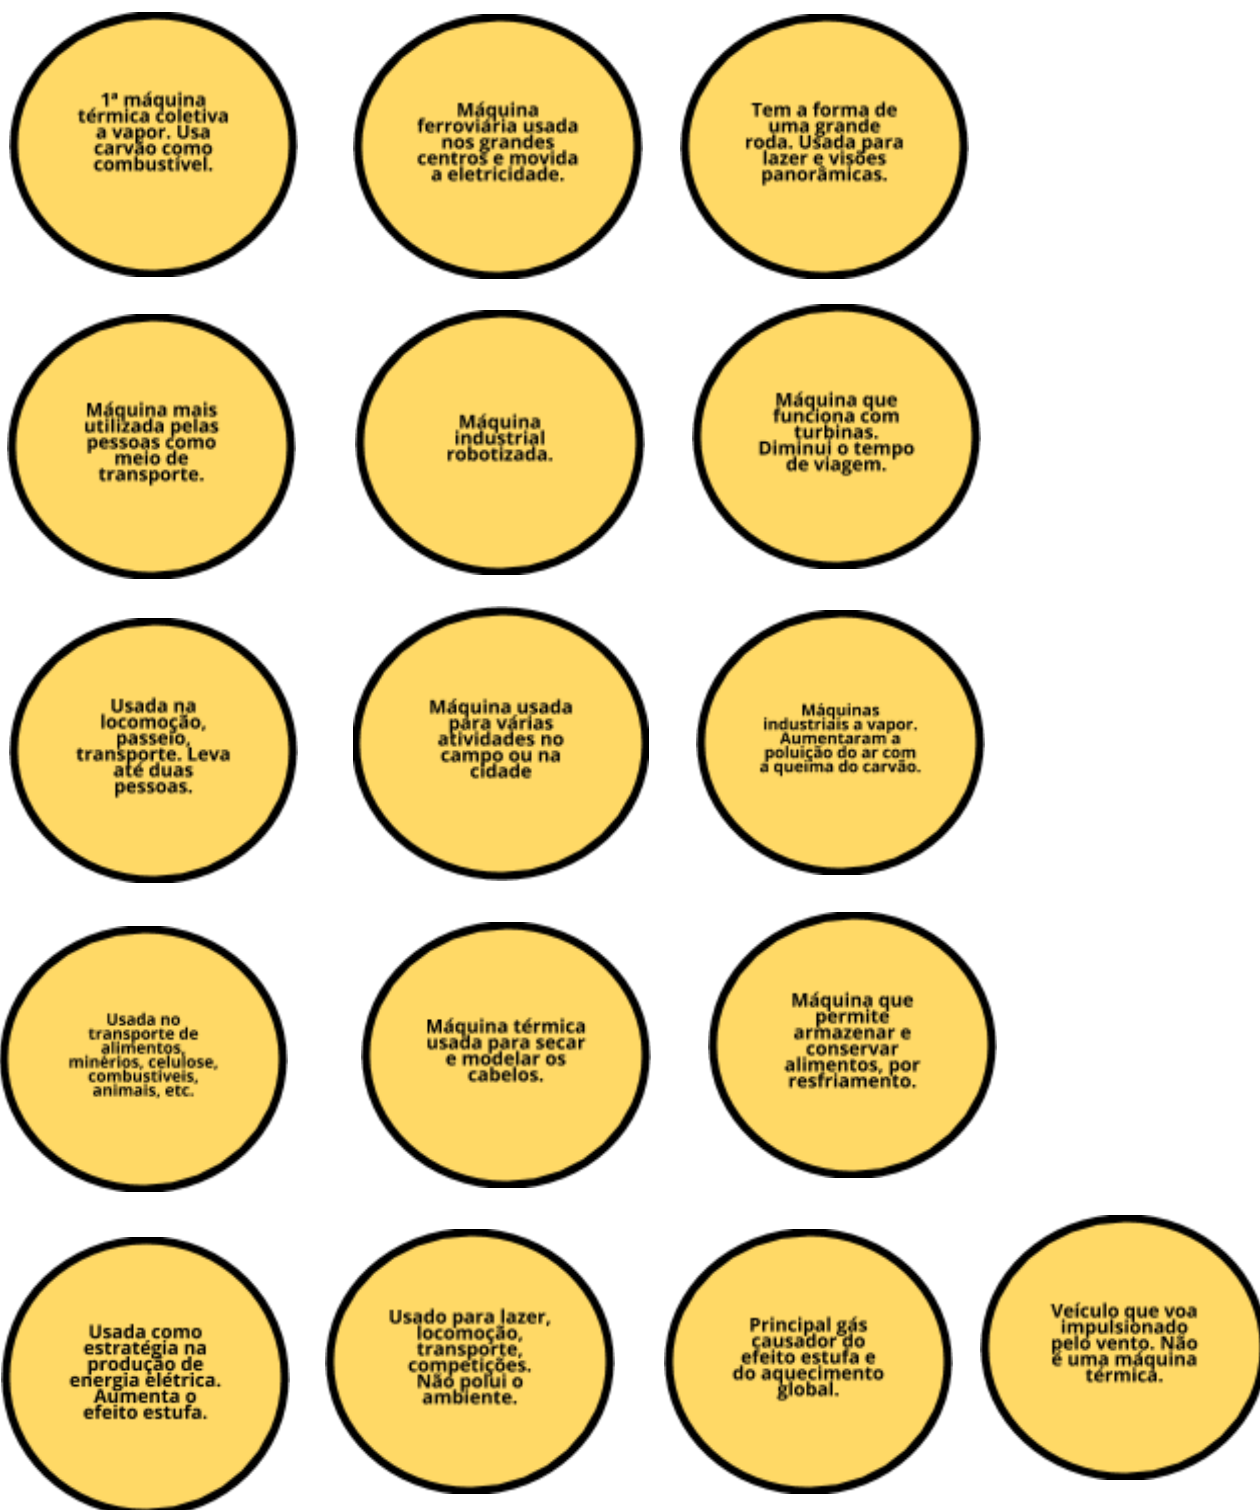 1ª máquina
térmica coletiva
a vapor. Usa
carvão como
combustível.
Máquina
ferroviária usada
nos grandes
centros e movida
a eletricidade.
Tem a forma de
uma grande
roda. Usada para
lazer e visões
panorâmicas.
Máquina mais
utilizada pelas
pessoas como
meio de
transporte.
Máquina
industrial
robotizada.
Máquina que
funciona com
turbinas.
Diminui o tempo
de viagem.
Usada na
locomoção,
passeio,
transporte. Leva
até duas
pessoas.
Máquina usada
para várias
atividades no
campo ou na
cidade
Máquinas
industriais a vapor.
Aumentaram a
poluição do ar com
a queima do carvão.
Usada no
transporte de
alimentos,
minérios, celulose,
combustíveis,
animais, etc.
Máquina térmica
usada para secar
e modelar os
cabelos.
Máquina que
permite
armazenar e
conservar
alimentos, por
resfriamento.
Usada como
estratégia na
produção de
energia elétrica.
Aumenta o
efeito estufa.
Usado para lazer,
locomoção,
transporte,
competições.
Não polui o
ambiente.
Principal gás
causador do
efeito estufa e
do aquecimento
global.
Veículo que voa
impulsionado
pelo vento. Não
é uma máquina
térmica.